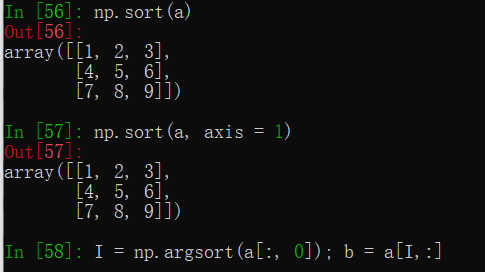 In [56]: np.sort(a)
Out[56]:
array([[1, 2, 3],
       [4, 5, 6],
       [7, 8, 9]])
In [57]: np.sort(a, axis = 1)
Out[57]:
array([[1, 2, 3],
       [4, 5, 6],
       [7, 8, 9]])
In [58]: I = np.argsort(a[:, 0]); b = a[I,:]